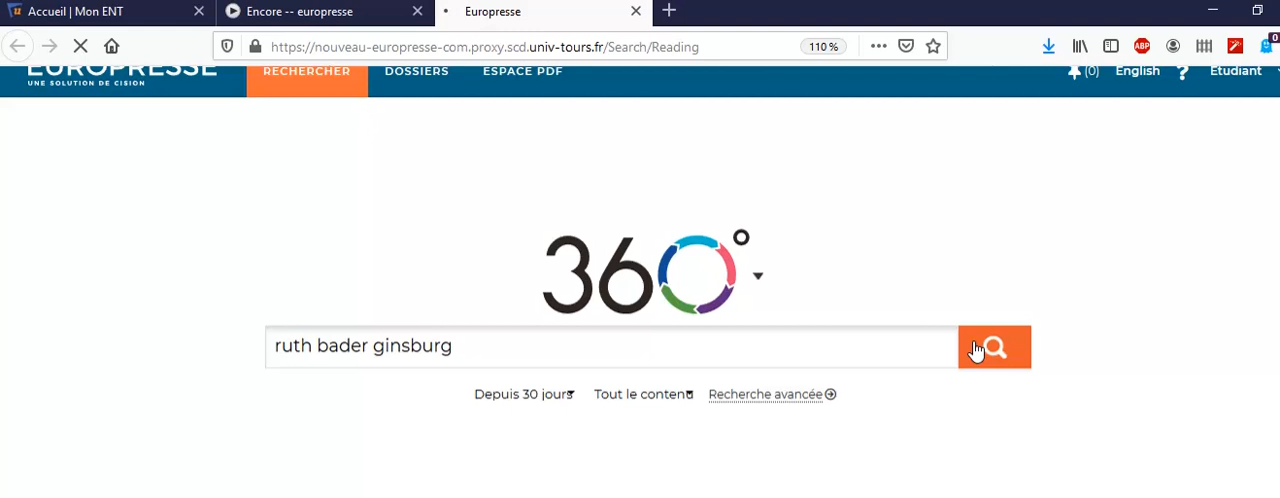 Accueil | Mon ENT
Encore -- europresse
Europresse
https://nouveau-europresse-com.proxy.scd.univ-tours.fr/Search/Reading
110 %
ABP
0
EUROPRESSE
UNE SOLUTION DE CISION
RECHERCHER
DOSSIERS
ESPACE PDF
(0)
English
?
Etudiant
360°
ruth bader ginsburg
Depuis 30 jours
Tout le contenu
Recherche avancée